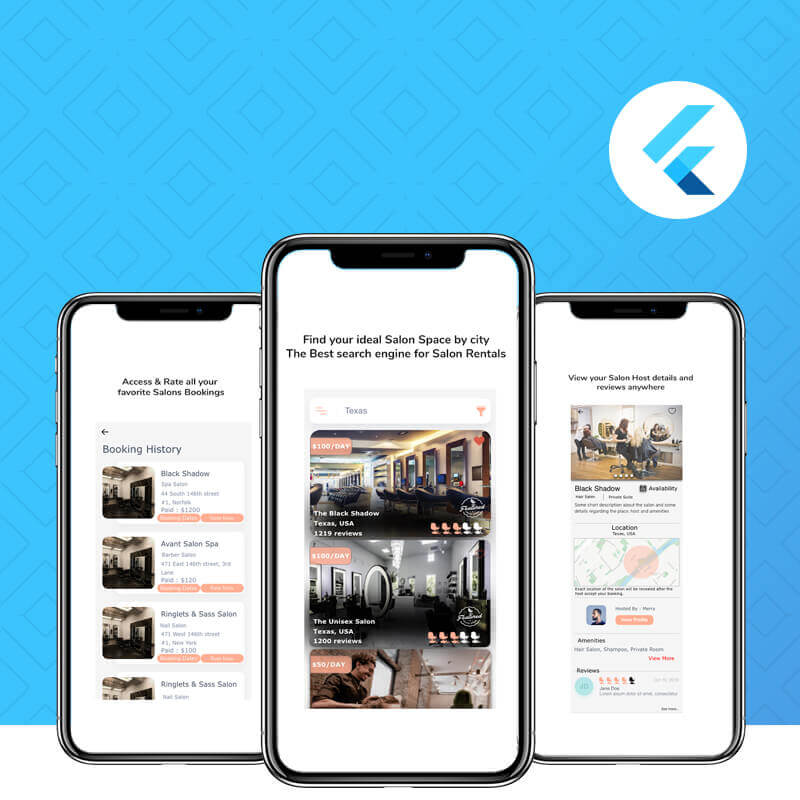 Access & Rate all your
favorite Salons Bookings
Booking History
Black Shadow
Spa Salon
44 South 146th street
#1, Norfolk
Paid : $1200
Booking Dates
Rate Now
Avant Salon Spa
Barber Salon
471 East 146th street, 3rd
Lane
Paid : $120
Booking Dates
Rate Now
Ringlets & Sass Salon
Nail Salon
471 West 146th street
#1, New York
Paid : $100
Booking Dates
Rate Now
Ringlets & Sass Salon
Nail Salon
Find your ideal Salon Space by city
The Best search engine for Salon Rentals
Texas
$100/DAY
The Black Shadow
Texas, USA
1219 reviews
Featured
$100/DAY
The Unisex Salon
Texas, USA
1200 reviews
Featured
$50/DAY
View your Salon Host details and
reviews anywhere
Black Shadow
Availability
Hair Salon
Private Suite
Some short description about the salon and some
details regarding the place, host and amenities
Location
Texas, USA
Exact location of the salon will be revealed after the
host accept your booking.
Hosted By : Merry
View Profile
Amenities
Hair Salon, Shampoo, Private Room
View More
Reviews
JD
Jane Doe
Lorem ipsum dolor sit amet, consectetur
See more...